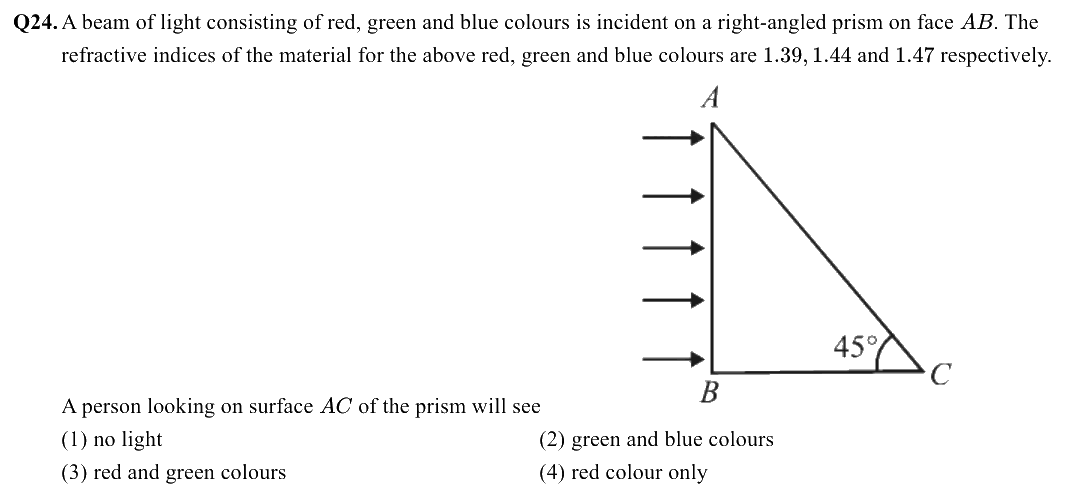 Q24. A beam of light consisting of red, green and blue colours is incident on a right-angled prism on face AB. The
refractive indices of the material for the above red, green and blue colours are 1.39, 1.44 and 1.47 respectively.
A
45°
C
B
A person looking on surface AC of the prism will see
(1) no light
(2) green and blue colours
(3) red and green colours
(4) red colour only